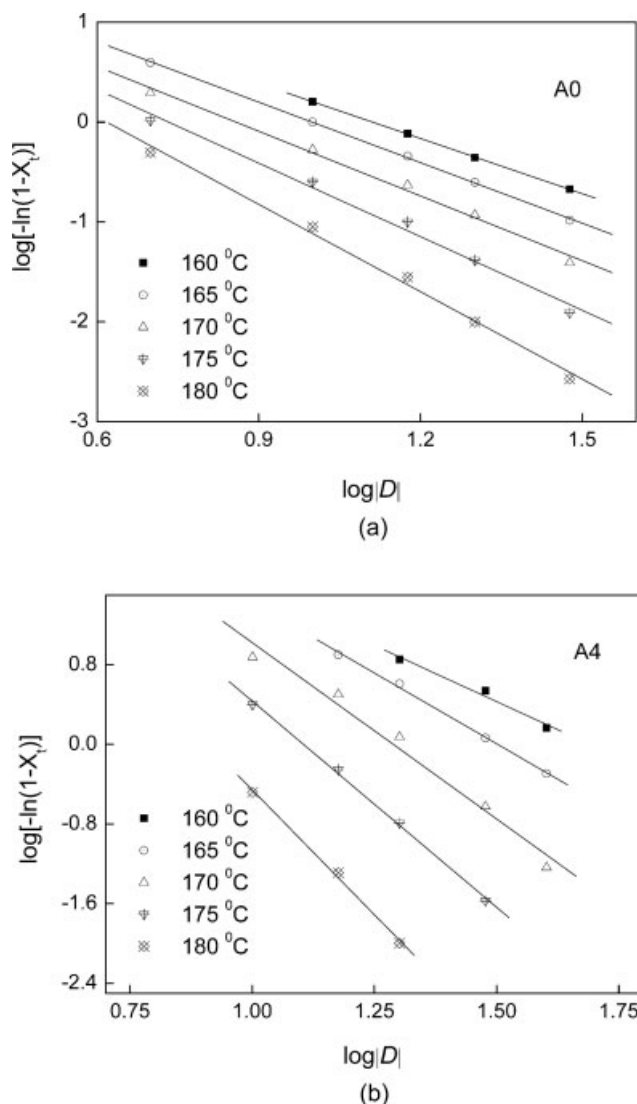 1
A0
0
log[-ln(1-Xt)]
-1
160 ⁰C
165 ⁰C
170 ⁰C
-2
175 ⁰C
180 ⁰C
-3
0.6 0.9 1.2 1.5
log|D|
(a)
A4
0.8
0.0
log[-ln(1-Xt)]
-0.8
160 ⁰C
165 ⁰C
170 ⁰C
-1.6
175 ⁰C
180 ⁰C
-2.4
0.75 1.00 1.25 1.50 1.75
log|D|
(b)